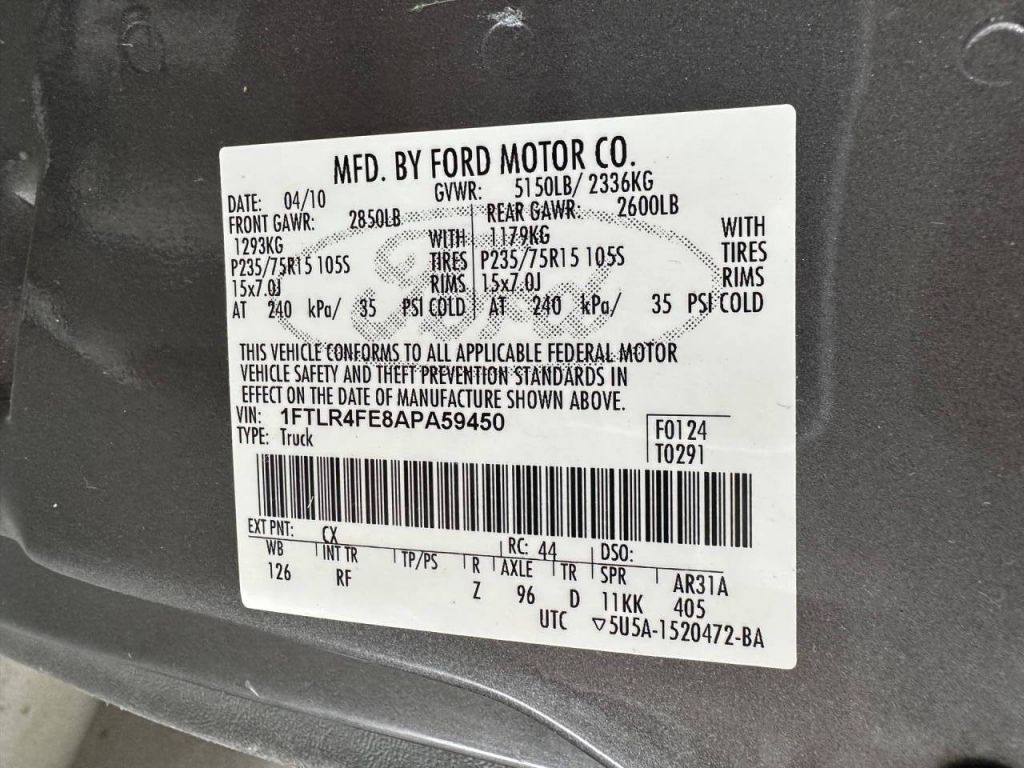 MFD. BY FORD MOTOR CO.
DATE: 04/10 GVWR: 5150LB/ 2336KG
FRONT GAWR: 2850LB REAR GAWR: 2600LB
1293KG WITH 1179KG WITH
P235/75R15 105S TIRES P235/75R15 105S TIRES
15x7.0J RIMS 15x7.0J RIMS
AT 240 kPa/ 35 PSI COLD AT 240 kPa/ 35 PSI COLD
Ford
THIS VEHICLE CONFORMS TO ALL APPLICABLE FEDERAL MOTOR
VEHICLE SAFETY AND THEFT PREVENTION STANDARDS IN
EFFECT ON THE DATE OF MANUFACTURE SHOWN ABOVE.
VIN: 1FTLR4FE8APA59450
TYPE: Truck
F0124
T0291
EXT PNT: CX RC: 44 DSO:
WB INT TR TP/PS R AXLE TR SPR AR31A
126 RF Z 96 D 11KK 405
UTC ▽5U5A-1520472-BA